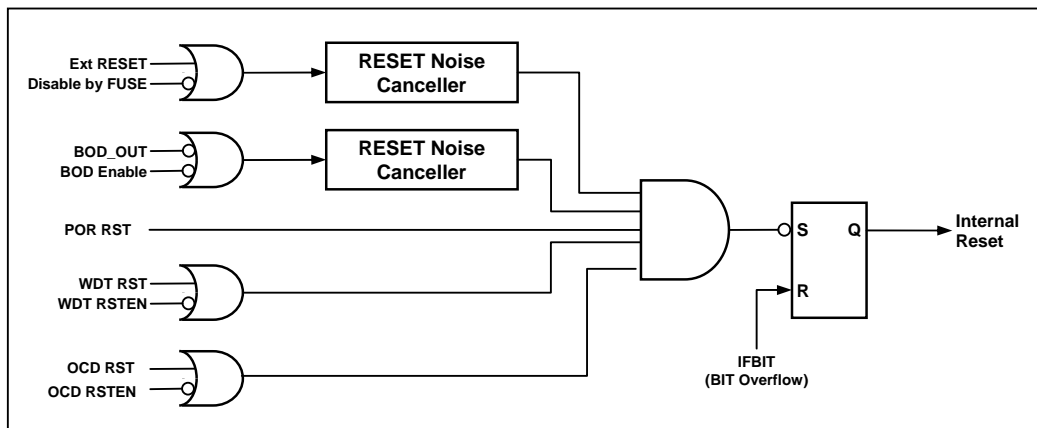 Ext RESET
Disable by FUSE
RESET Noise
Canceller
BOD_OUT
BOD Enable
RESET Noise
Canceller
POR RST
WDT RST
WDT RSTEN
OCD RST
OCD RSTEN
S Q
R
Internal
Reset
IFBIT
(BIT Overflow)